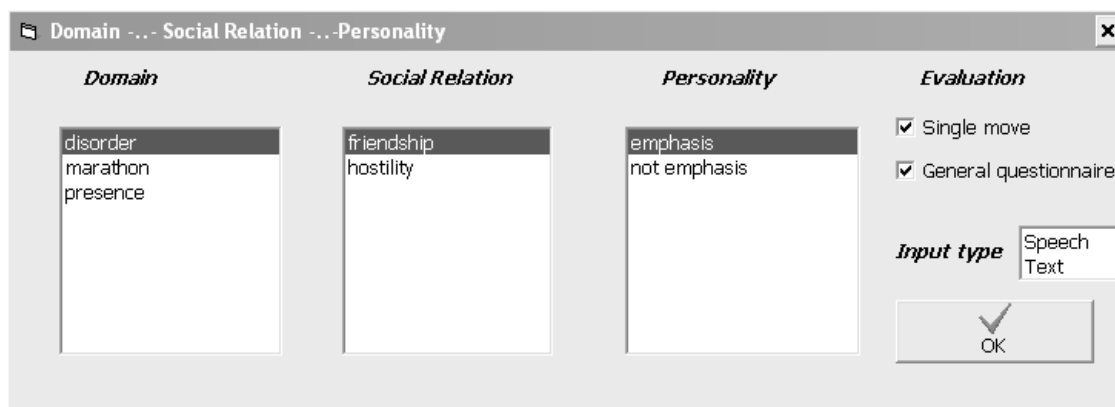 Domain -..- Social Relation -..-Personality
Domain
Social Relation
Personality
Evaluation
disorder
marathon
presence
friendship
hostility
emphasis
not emphasis
Single move
General questionnaire
Input type
Speech
Text
OK